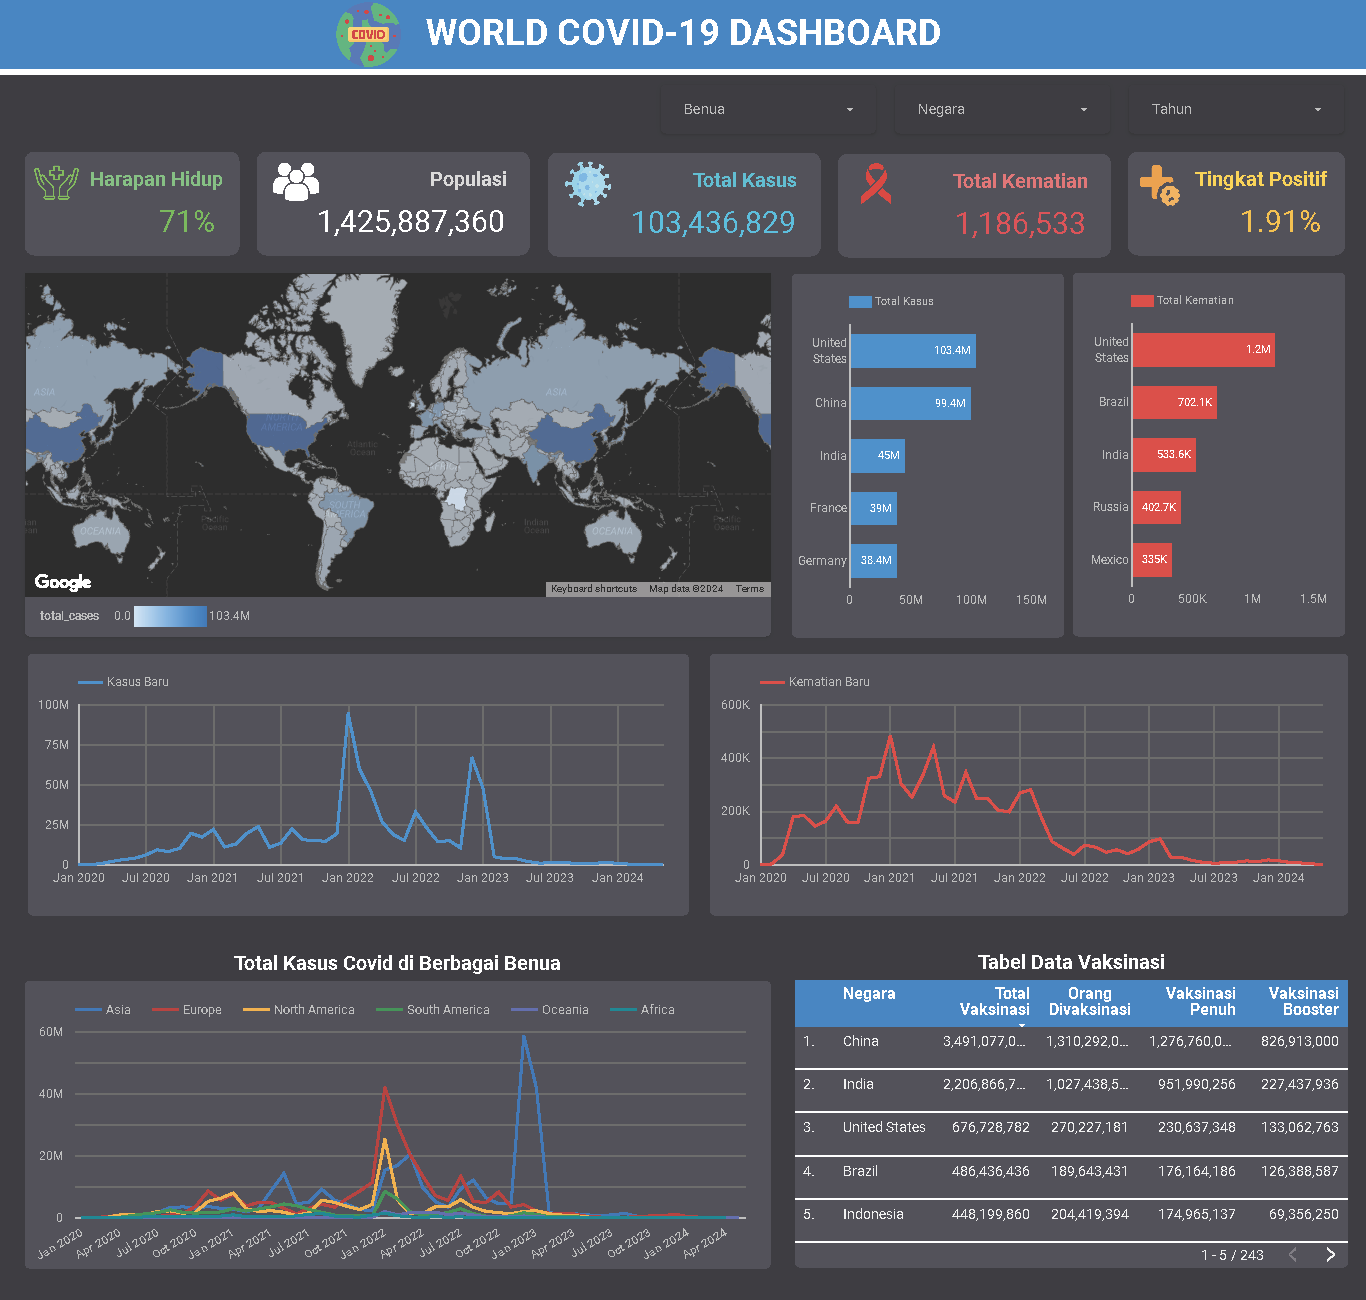 COVID
WORLD COVID-19 DASHBOARD
Benua
Negara
Tahun
Harapan Hidup
71%
Populasi
1,425,887,360
Total Kasus
103,436,829
Total Kematian
1,186,533
Tingkat Positif
1.91%
ASIA
NORTH AMERICA
Atlantic Ocean
ASIA
SOUTH AMERICA
Pacific Ocean
Indian Ocean
Pacific Ocean
OCEANIA
OCEANIA
Google
Keyboard shortcuts
Map data ©2024
Terms
total_cases 0.0 103.4M
Total Kasus
United States 103.4M
China 99.4M
India 45M
France 39M
Germany 38.4M
0 50M 100M 150M
Total Kematian
United States 1.2M
Brazil 702.1K
India 533.6K
Russia 402.7K
Mexico 335K
0 500K 1M 1.5M
Kasus Baru
100M
75M
50M
25M
0
Jan 2020 Jul 2020 Jan 2021 Jul 2021 Jan 2022 Jul 2022 Jan 2023 Jul 2023 Jan 2024
Kematian Baru
600K
400K
200K
0
Jan 2020 Jul 2020 Jan 2021 Jul 2021 Jan 2022 Jul 2022 Jan 2023 Jul 2023 Jan 2024
Total Kasus Covid di Berbagai Benua
Asia Europe North America South America Oceania Africa
60M
40M
20M
0
Jan 2020 Apr 2020 Jul 2020 Oct 2020 Jan 2021 Apr 2021 Jul 2021 Oct 2021 Jan 2022 Apr 2022 Jul 2022 Oct 2022 Jan 2023 Apr 2023 Jul 2023 Oct 2023 Jan 2024 Apr 2024
Tabel Data Vaksinasi
Negara Total Vaksinasi Orang Divaksinasi Vaksinasi Penuh Vaksinasi Booster
1. China 3,491,077,0... 1,310,292,0... 1,276,760,0... 826,913,000
2. India 2,206,866,7... 1,027,438,5... 951,990,256 227,437,936
3. United States 676,728,782 270,227,181 230,637,348 133,062,763
4. Brazil 486,436,436 189,643,431 176,164,186 126,388,587
5. Indonesia 448,199,860 204,419,394 174,965,137 69,356,250
1 - 5 / 243